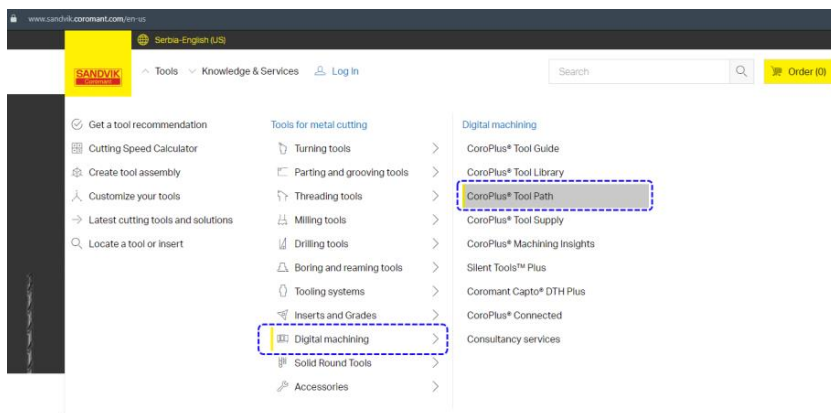 www.sandvik.coromant.com/en-us
Serbia-English (US)
SANDVIK
Coromant
Tools
Knowledge & Services
Log In
Search
Order (0)
Get a tool recommendation
Cutting Speed Calculator
Create tool assembly
Customize your tools
Latest cutting tools and solutions
Locate a tool or insert
Tools for metal cutting
Turning tools
Parting and grooving tools
Threading tools
Milling tools
Drilling tools
Boring and reaming tools
Tooling systems
Inserts and Grades
Digital machining
Solid Round Tools
Accessories
Digital machining
CoroPlus® Tool Guide
CoroPlus® Tool Library
CoroPlus® Tool Path
CoroPlus® Tool Supply
CoroPlus® Machining Insights
Silent Tools™ Plus
Coromant Capto® DTH Plus
CoroPlus® Connected
Consultancy services